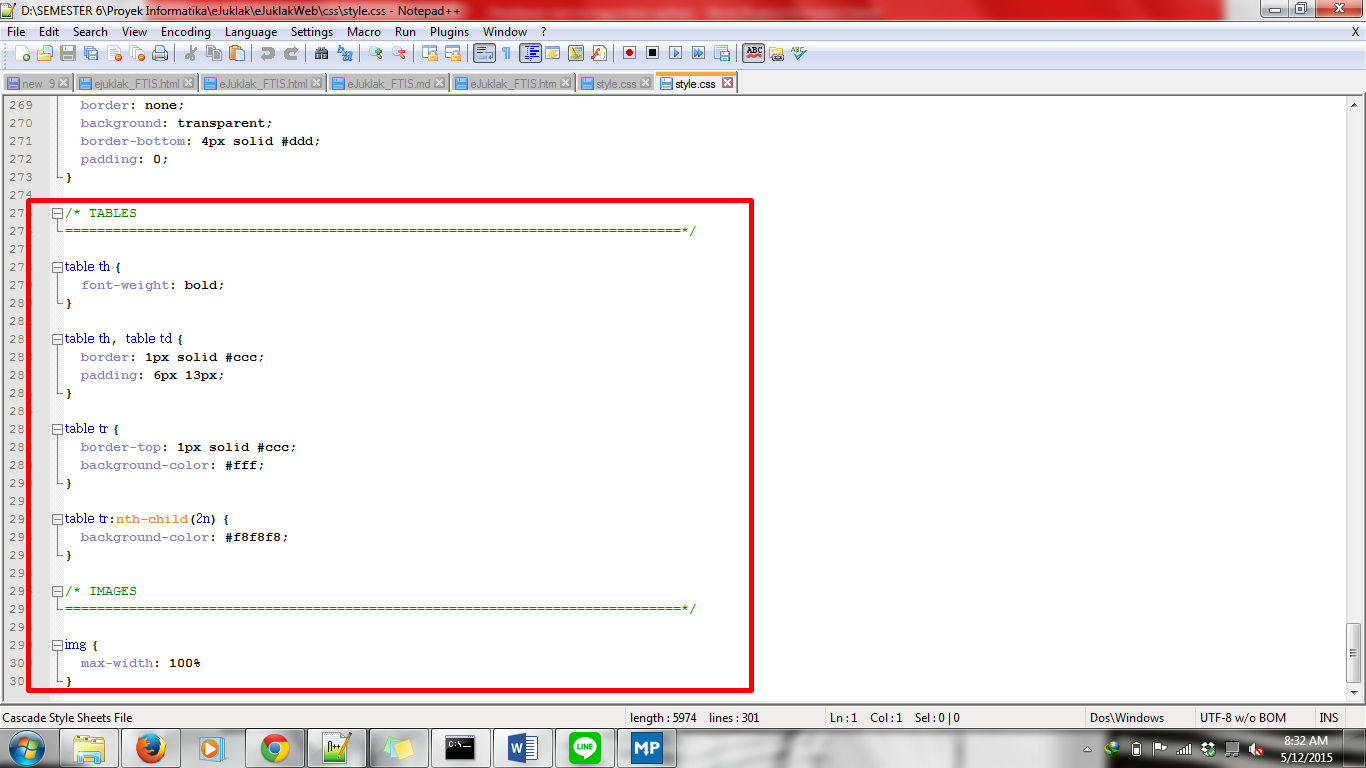 D:\SEMESTER 6\Proyek Informatika\eJuklak\eJuklakWeb\css\style.css - Notepad++
File Edit Search View Encoding Language Settings Macro Run Plugins Window ? X
new 9 ejuklak_FTIS.html eJuklak_FTIS.html eJuklak_FTIS.md eJuklak_FTIS.htm style.css style.css
269 border: none;
270 background: transparent;
271 border-bottom: 4px solid #ddd;
272 padding: 0;
273 }
274
27 /* TABLES
27 =============================================================================*/
27
27 table th {
27 font-weight: bold;
28 }
28
28 table th, table td {
28 border: 1px solid #ccc;
28 padding: 6px 13px;
28 }
28
28 table tr {
28 border-top: 1px solid #ccc;
28 background-color: #fff;
29 }
29
29 table tr:nth-child(2n) {
29 background-color: #f8f8f8;
29 }
29
29 /* IMAGES
29 =============================================================================*/
29
29 img {
30 max-width: 100%
30 }
Cascade Style Sheets File length : 5974 lines : 301 Ln : 1 Col : 1 Sel : 0 | 0 Dos\Windows UTF-8 w/o BOM INS
C:\_
W
LINE
MP
8:32 AM
5/12/2015